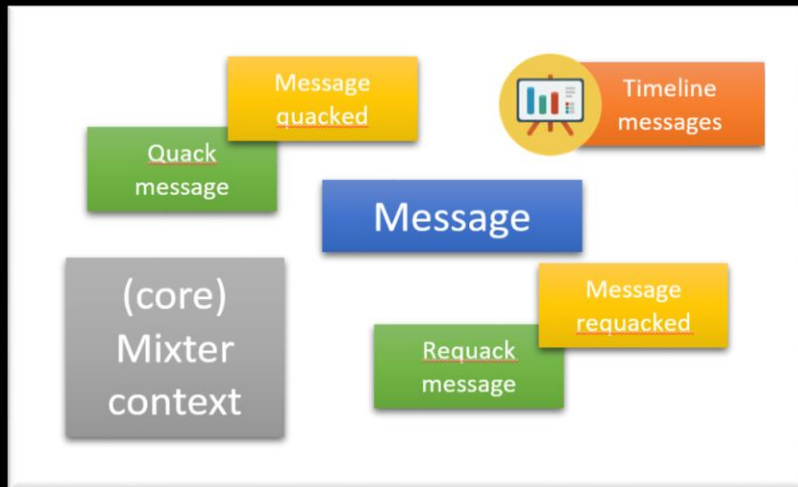 Message
quacked
Timeline
messages
Quack
message
Message
(core)
Mixter
context
Message
requacked
Requack
message